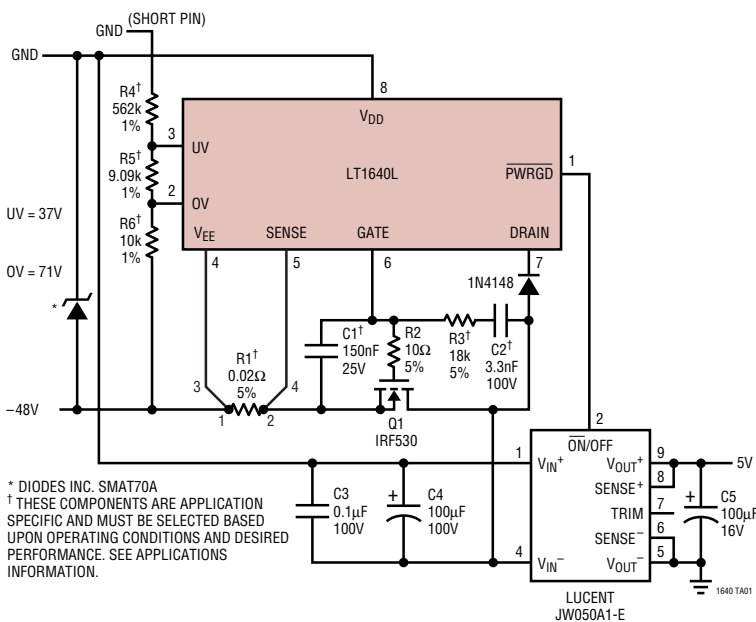 (SHORT PIN)
GND
GND
R4†
562k
1%
R5†
9.09k
1%
R6†
10k
1%
UV = 37V
OV = 71V
*
8
VDD
3
UV
LT1640L
PWRGD
1
2
OV
VEE
SENSE
GATE
DRAIN
4
5
6
7
1N4148
C1†
150nF
25V
R2
10Ω
5%
R3†
18k
5%
C2†
3.3nF
100V
R1†
0.02Ω
5%
3
4
1
2
−48V
Q1
IRF530
2
ON/OFF
1
VIN+
VOUT+
9
5V
SENSE+
8
TRIM
7
SENSE−
6
4
VIN−
VOUT−
5
C3
0.1µF
100V
+
C4
100µF
100V
+
C5
100µF
16V
LUCENT
JW050A1-E
1640 TA01
* DIODES INC. SMAT70A
† THESE COMPONENTS ARE APPLICATION
SPECIFIC AND MUST BE SELECTED BASED
UPON OPERATING CONDITIONS AND DESIRED
PERFORMANCE. SEE APPLICATIONS
INFORMATION.